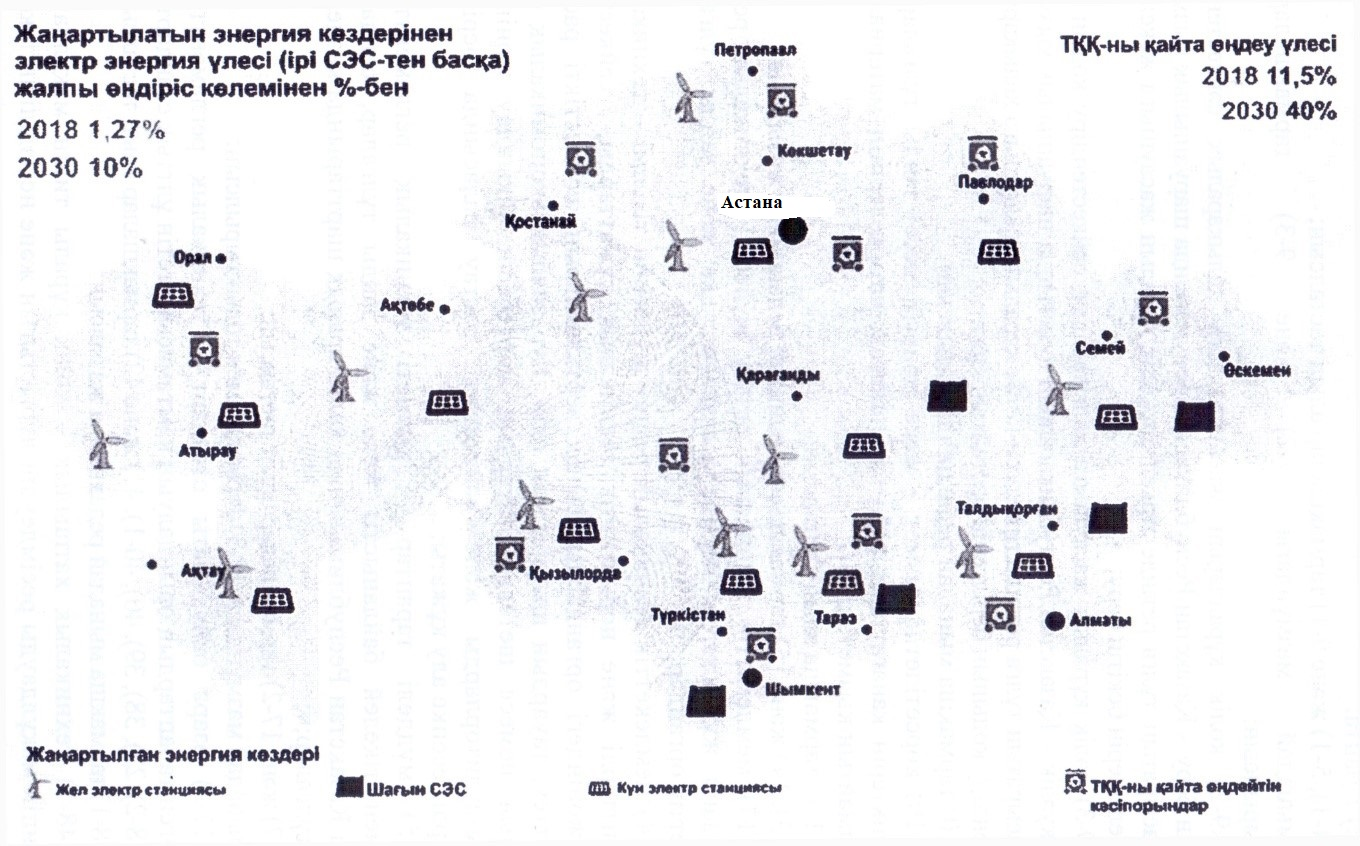 Жаңартылатын энергия көздерінен
электр энергия үлесі (ірі СЭС-тен басқа)
жалпы өндіріс көлемінен %-бен
2018 1,27%
2030 10%
ТҚҚ-ны қайта өңдеу үлесі
2018 11,5%
2030 40%
Петропавл
Көкшетау
Павлодар
Астана
Қостанай
Орал
Ақтөбе
Семей
Өскемен
Қарағанды
Атырау
Талдықорған
Ақтау
Қызылорда
Түркістан
Тараз
Алматы
Шымкент
Жаңартылған энергия көздері
Жел электр станциясы
Шағын СЭС
Күн электр станциясы
ТҚҚ-ны қайта өңдейтін
кәсіпорындар